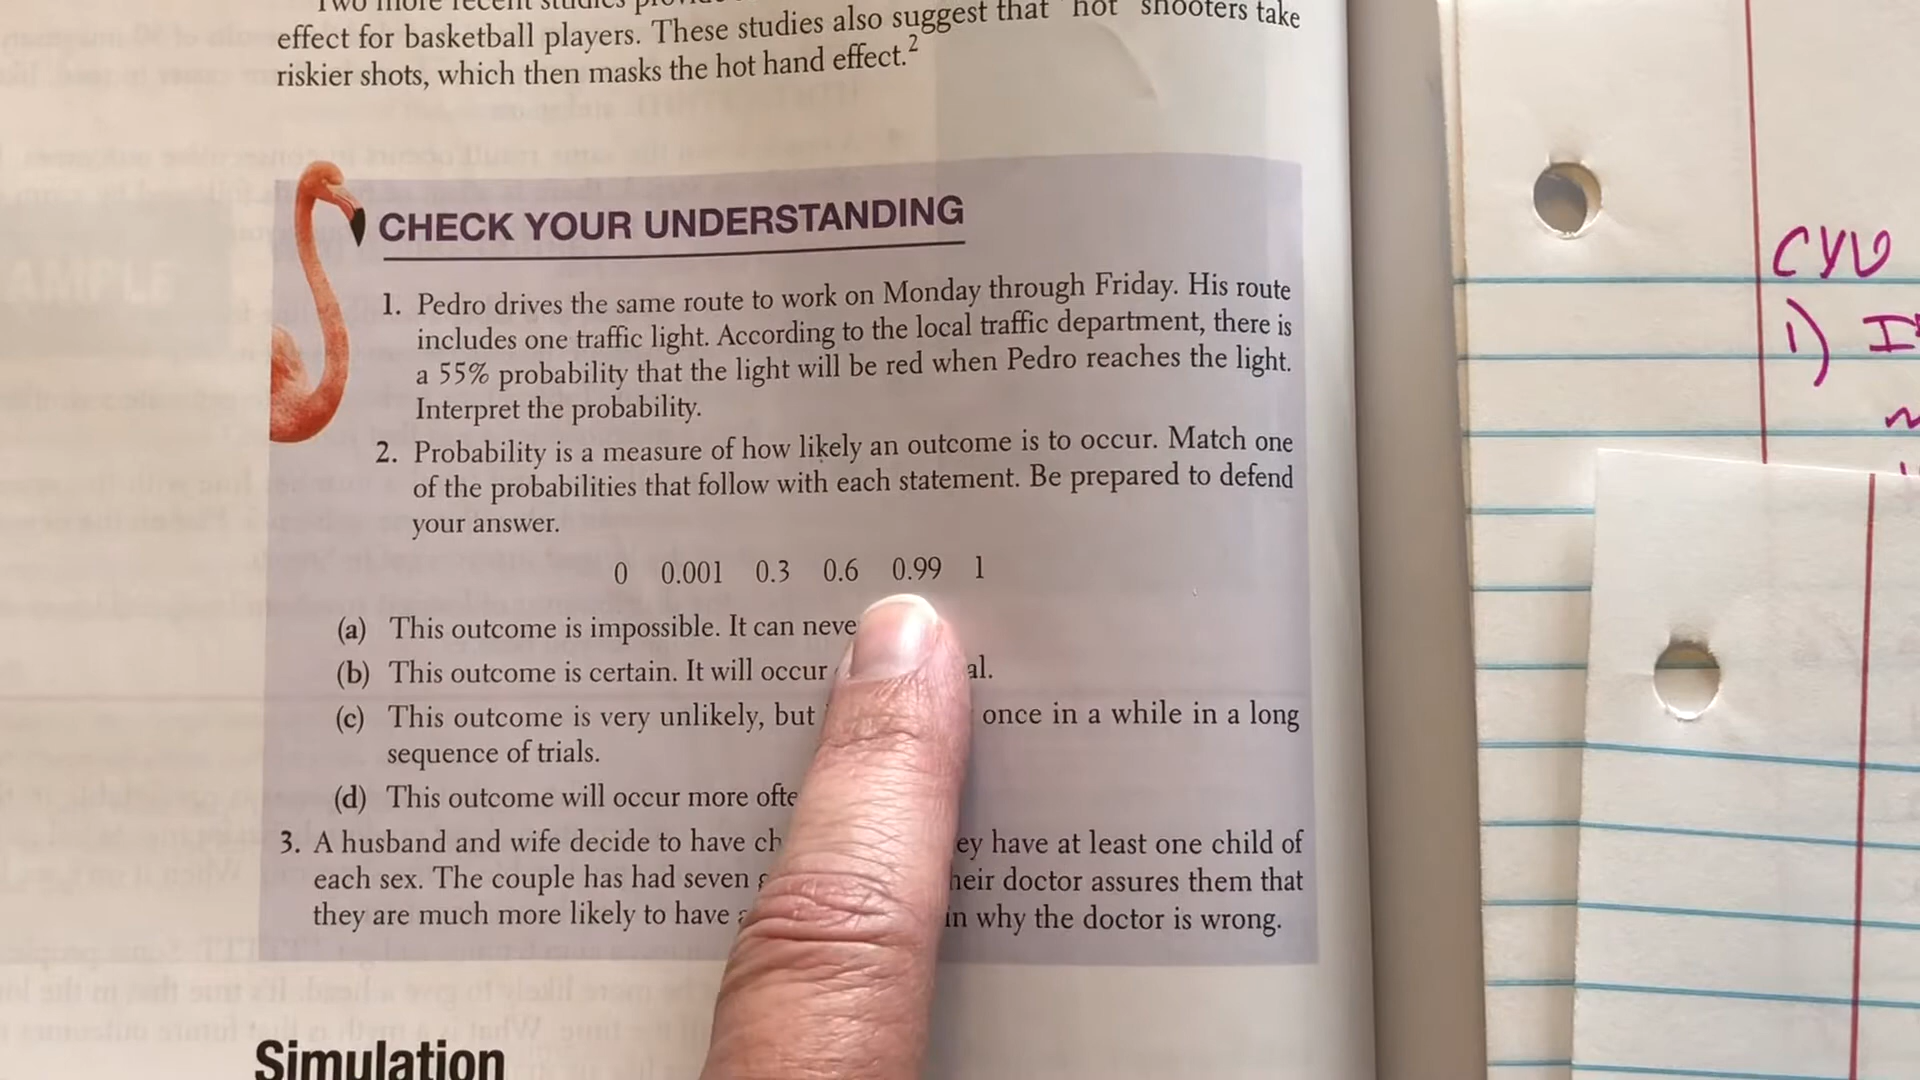 effect for basketball players. These studies also suggest that "hot" shooters take
riskier shots, which then masks the hot hand effect.2
CHECK YOUR UNDERSTANDING
1. Pedro drives the same route to work on Monday through Friday. His route
includes one traffic light. According to the local traffic department, there is
a 55% probability that the light will be red when Pedro reaches the light.
Interpret the probability.
2. Probability is a measure of how likely an outcome is to occur. Match one
of the probabilities that follow with each statement. Be prepared to defend
your answer.
0 0.001 0.3 0.6 0.99 1
(a) This outcome is impossible. It can neve
(b) This outcome is certain. It will occur al.
(c) This outcome is very unlikely, but once in a while in a long
sequence of trials.
(d) This outcome will occur more ofte
3. A husband and wife decide to have ch ey have at least one child of
each sex. The couple has had seven heir doctor assures them that
they are much more likely to have in why the doctor is wrong.
Simulation
CYU
1)